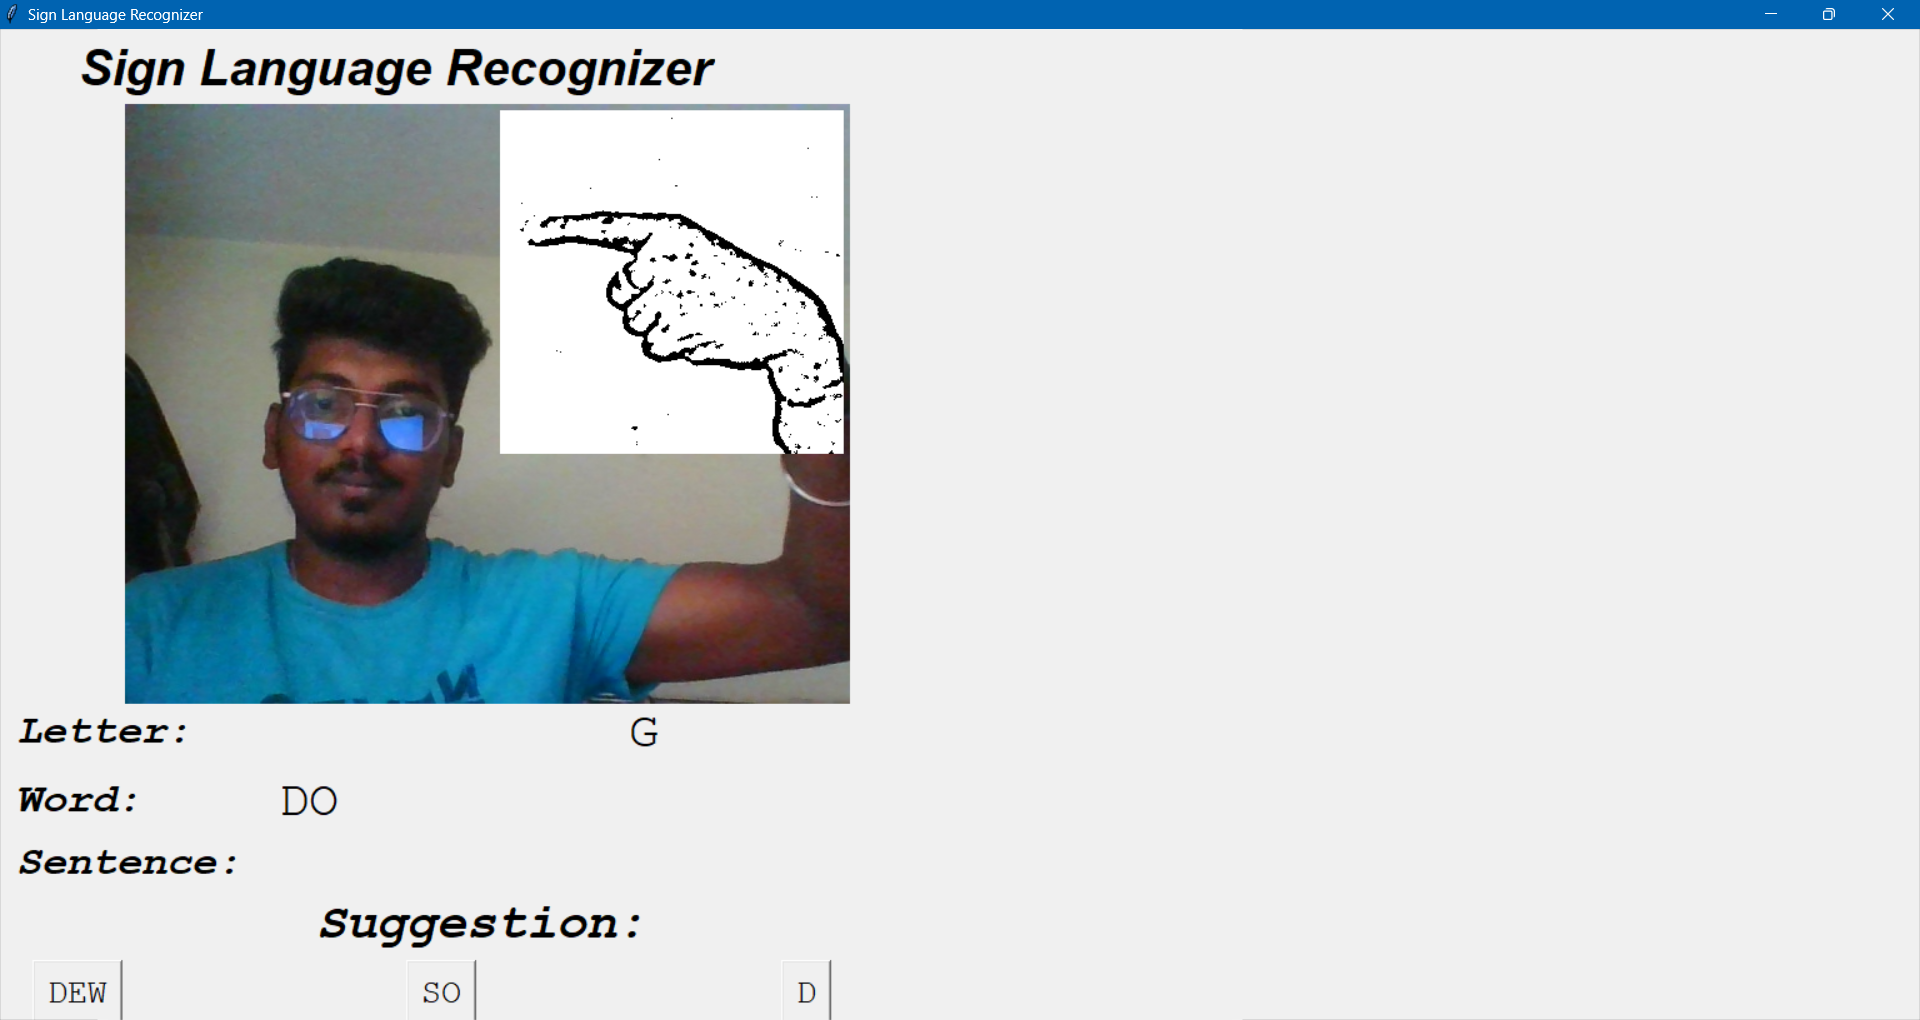 Sign Language Recognizer
Sign Language Recognizer
Letter: G
Word: DO
Sentence:
Suggestion:
DEW SO D